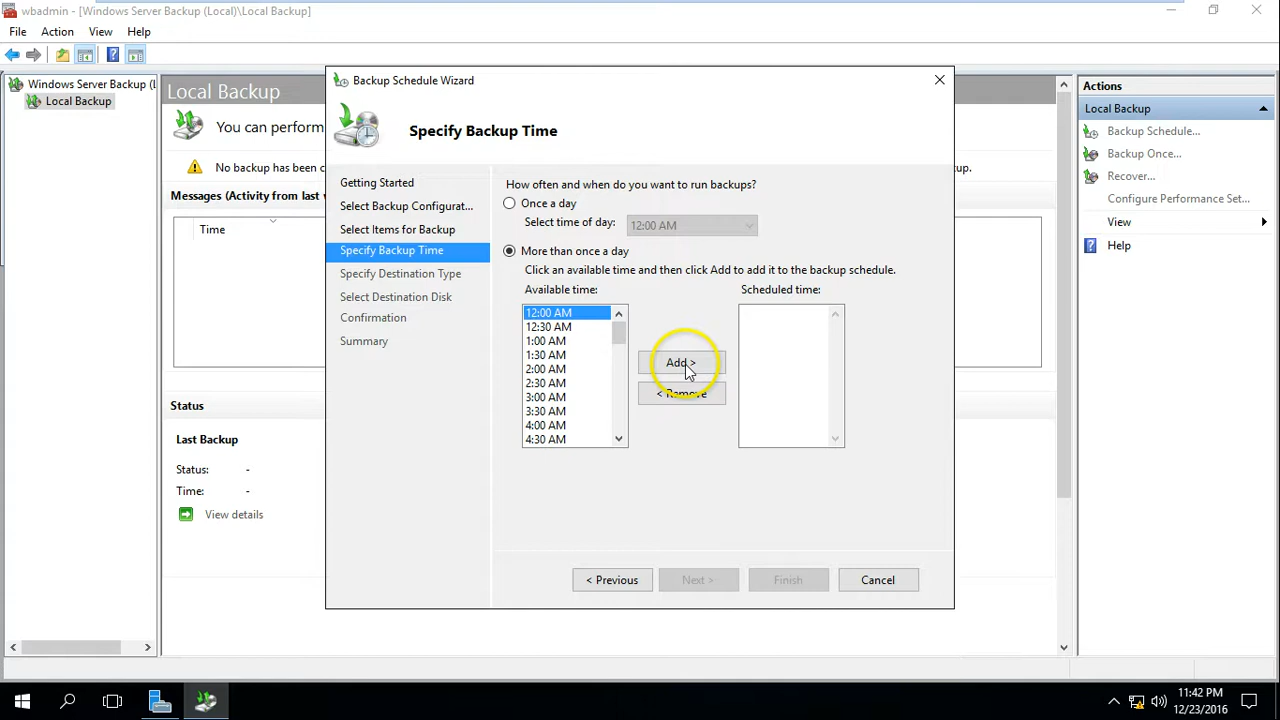 wbadmin - [Windows Server Backup (Local)\Local Backup]
File Action View Help
Windows Server Backup (L
Local Backup
Local Backup
You can perform
No backup has been c
up.
Messages (Activity from last w
Time
Status
Last Backup
Status: -
Time: -
View details
Backup Schedule Wizard
Specify Backup Time
Getting Started
Select Backup Configurat...
Select Items for Backup
Specify Backup Time
Specify Destination Type
Select Destination Disk
Confirmation
Summary
How often and when do you want to run backups?
Once a day
Select time of day: 12:00 AM
More than once a day
Click an available time and then click Add to add it to the backup schedule.
Available time: Scheduled time:
12:00 AM
12:30 AM
1:00 AM
1:30 AM
2:00 AM
2:30 AM
3:00 AM
3:30 AM
4:00 AM
4:30 AM
Add >
< Remove
< Previous Next > Finish Cancel
Actions
Local Backup
Backup Schedule...
Backup Once...
Recover...
Configure Performance Set...
View
Help
11:42 PM
12/23/2016